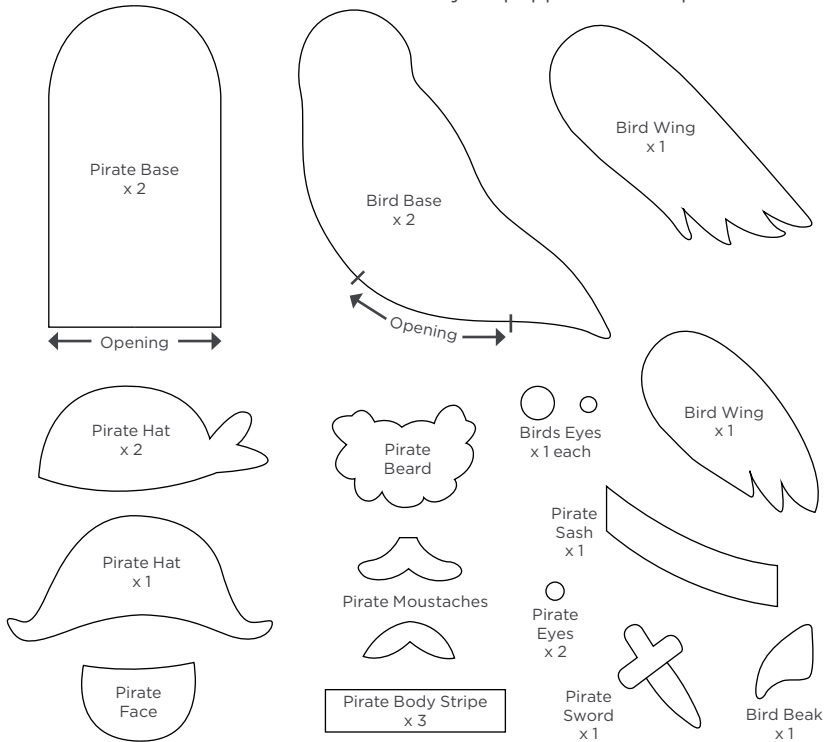 Pirate Base
x 2
Opening
Bird Base
x 2
Opening
Bird Wing
x 1
Pirate Hat
x 2
Pirate
Beard
Birds Eyes
x 1 each
Bird Wing
x 1
Pirate Hat
x 1
Pirate Moustaches
Pirate
Sash
x 1
Pirate
Eyes
x 2
Pirate
Face
Pirate Body Stripe
x 3
Pirate
Sword
x 1
Bird Beak
x 1